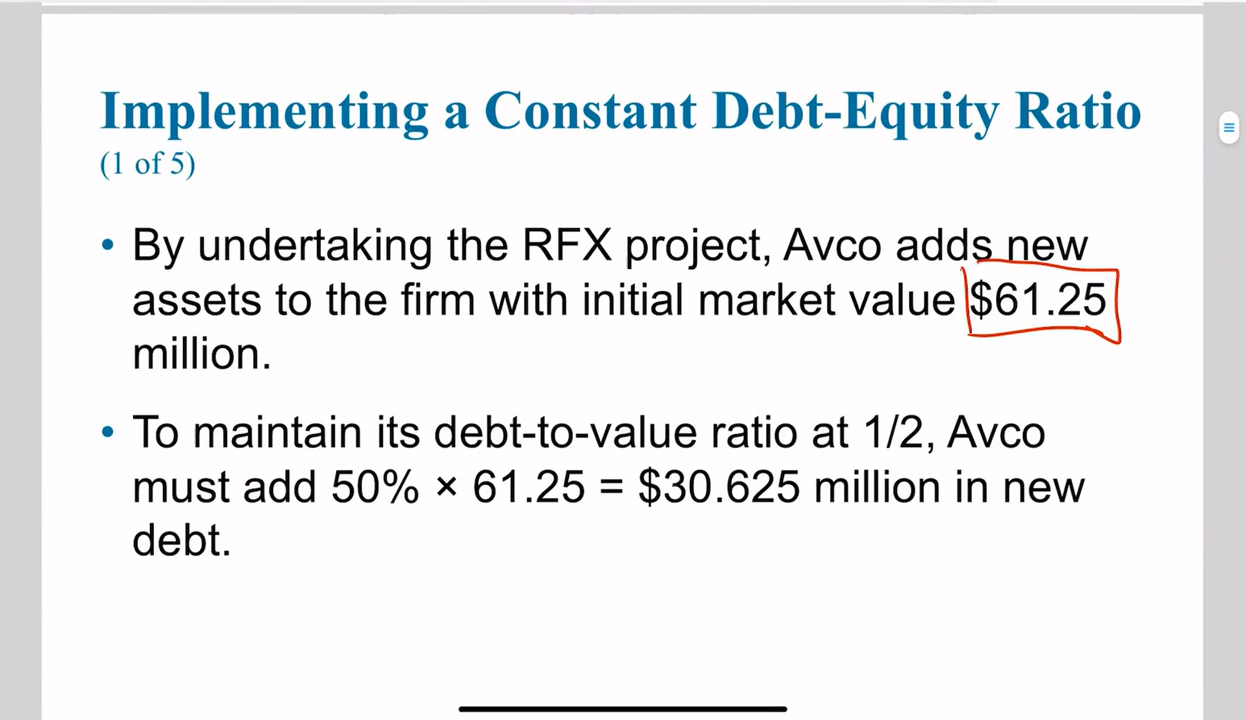 Implementing a Constant Debt-Equity Ratio
(1 of 5)
• By undertaking the RFX project, Avco adds new
assets to the firm with initial market value $61.25
million.
• To maintain its debt-to-value ratio at 1/2, Avco
must add 50% × 61.25 = $30.625 million in new
debt.